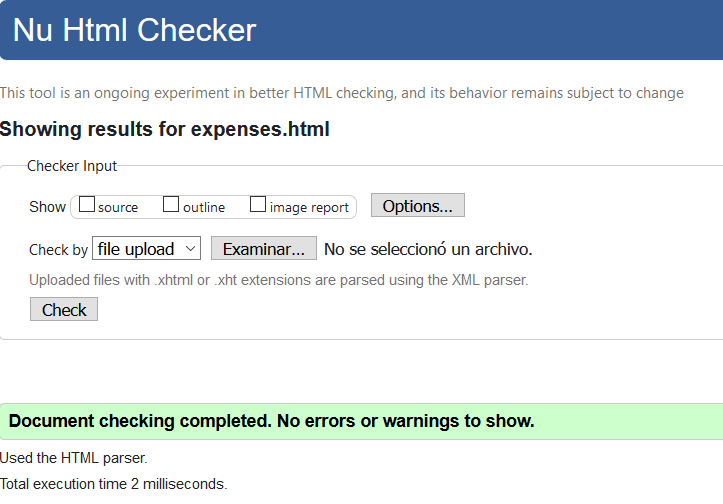 Nu Html Checker
This tool is an ongoing experiment in better HTML checking, and its behavior remains subject to change
Showing results for expenses.html
Checker Input
Show source outline image report Options...
Check by file upload Examinar... No se seleccionó un archivo.
Uploaded files with .xhtml or .xht extensions are parsed using the XML parser.
Check
Document checking completed. No errors or warnings to show.
Used the HTML parser.
Total execution time 2 milliseconds.